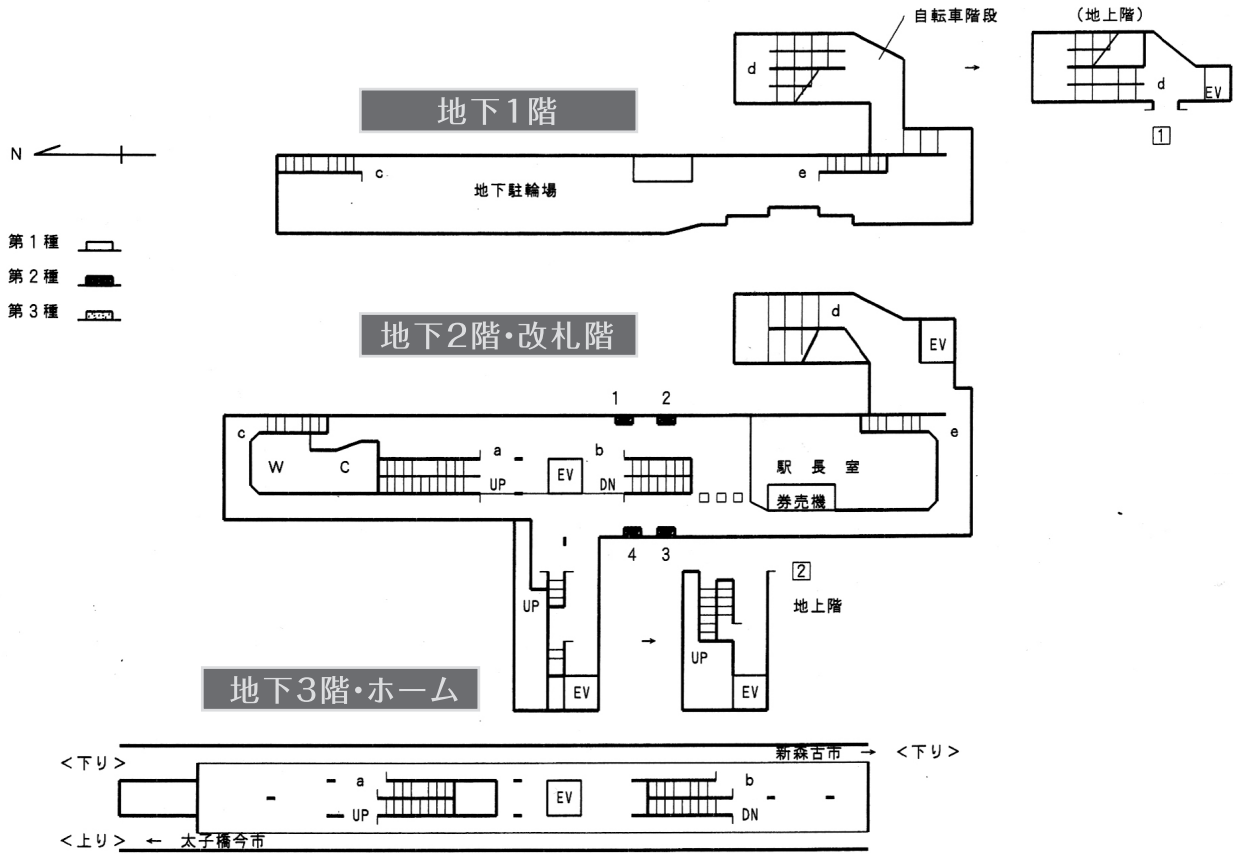 自転車階段
(地上階)
d
→
d
EV
1
地下1階
N
c
地下駐輪場
e
第1種
第2種
第3種
地下2階・改札階
d
EV
1
2
c
W C
a
UP
EV
b
DN
駅長室
券売機
e
4
3
2
地上階
UP
EV
→
UP
EV
地下3階・ホーム
<下り>
新森古市 → <下り>
a
UP
EV
b
DN
<上り> ← 太子橋今市